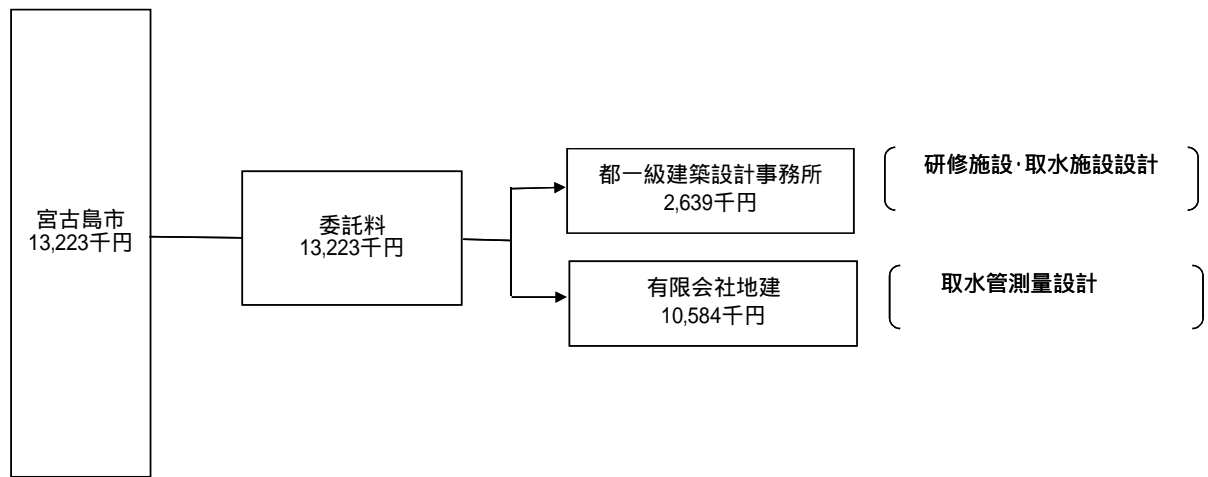 宮古島市
13,223千円
委託料
13,223千円
都一級建築設計事務所
2,639千円
研修施設・取水施設設計
有限会社地建
10,584千円
取水管測量設計